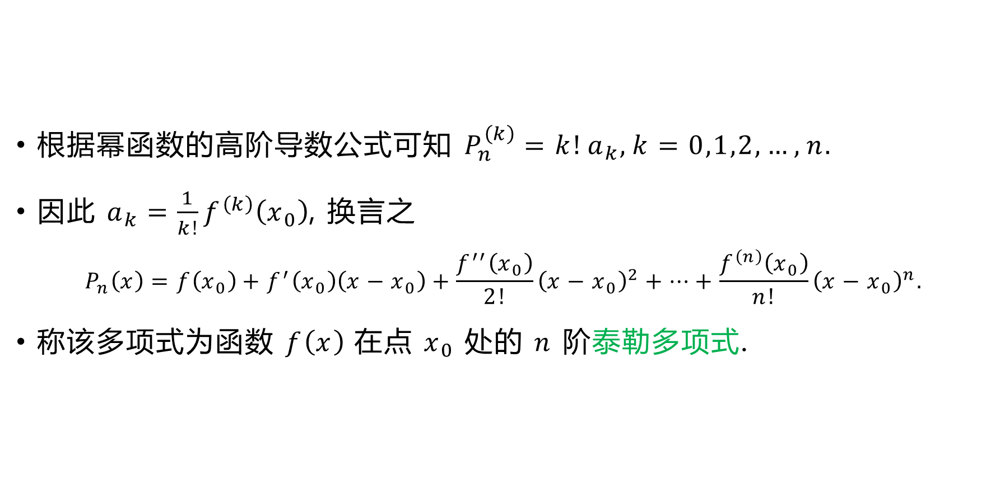 • 根据幂函数的高阶导数公式可知 $P_n^{(k)} = k!\, a_k, k = 0,1,2, \dots, n.$
• 因此 $a_k = \frac{1}{k!} f^{(k)}(x_0)$, 换言之
$P_n(x) = f(x_0) + f'(x_0)(x - x_0) + \frac{f''(x_0)}{2!}(x - x_0)^2 + \cdots + \frac{f^{(n)}(x_0)}{n!}(x - x_0)^n.$
• 称该多项式为函数 $f(x)$ 在点 $x_0$ 处的 $n$ 阶泰勒多项式.